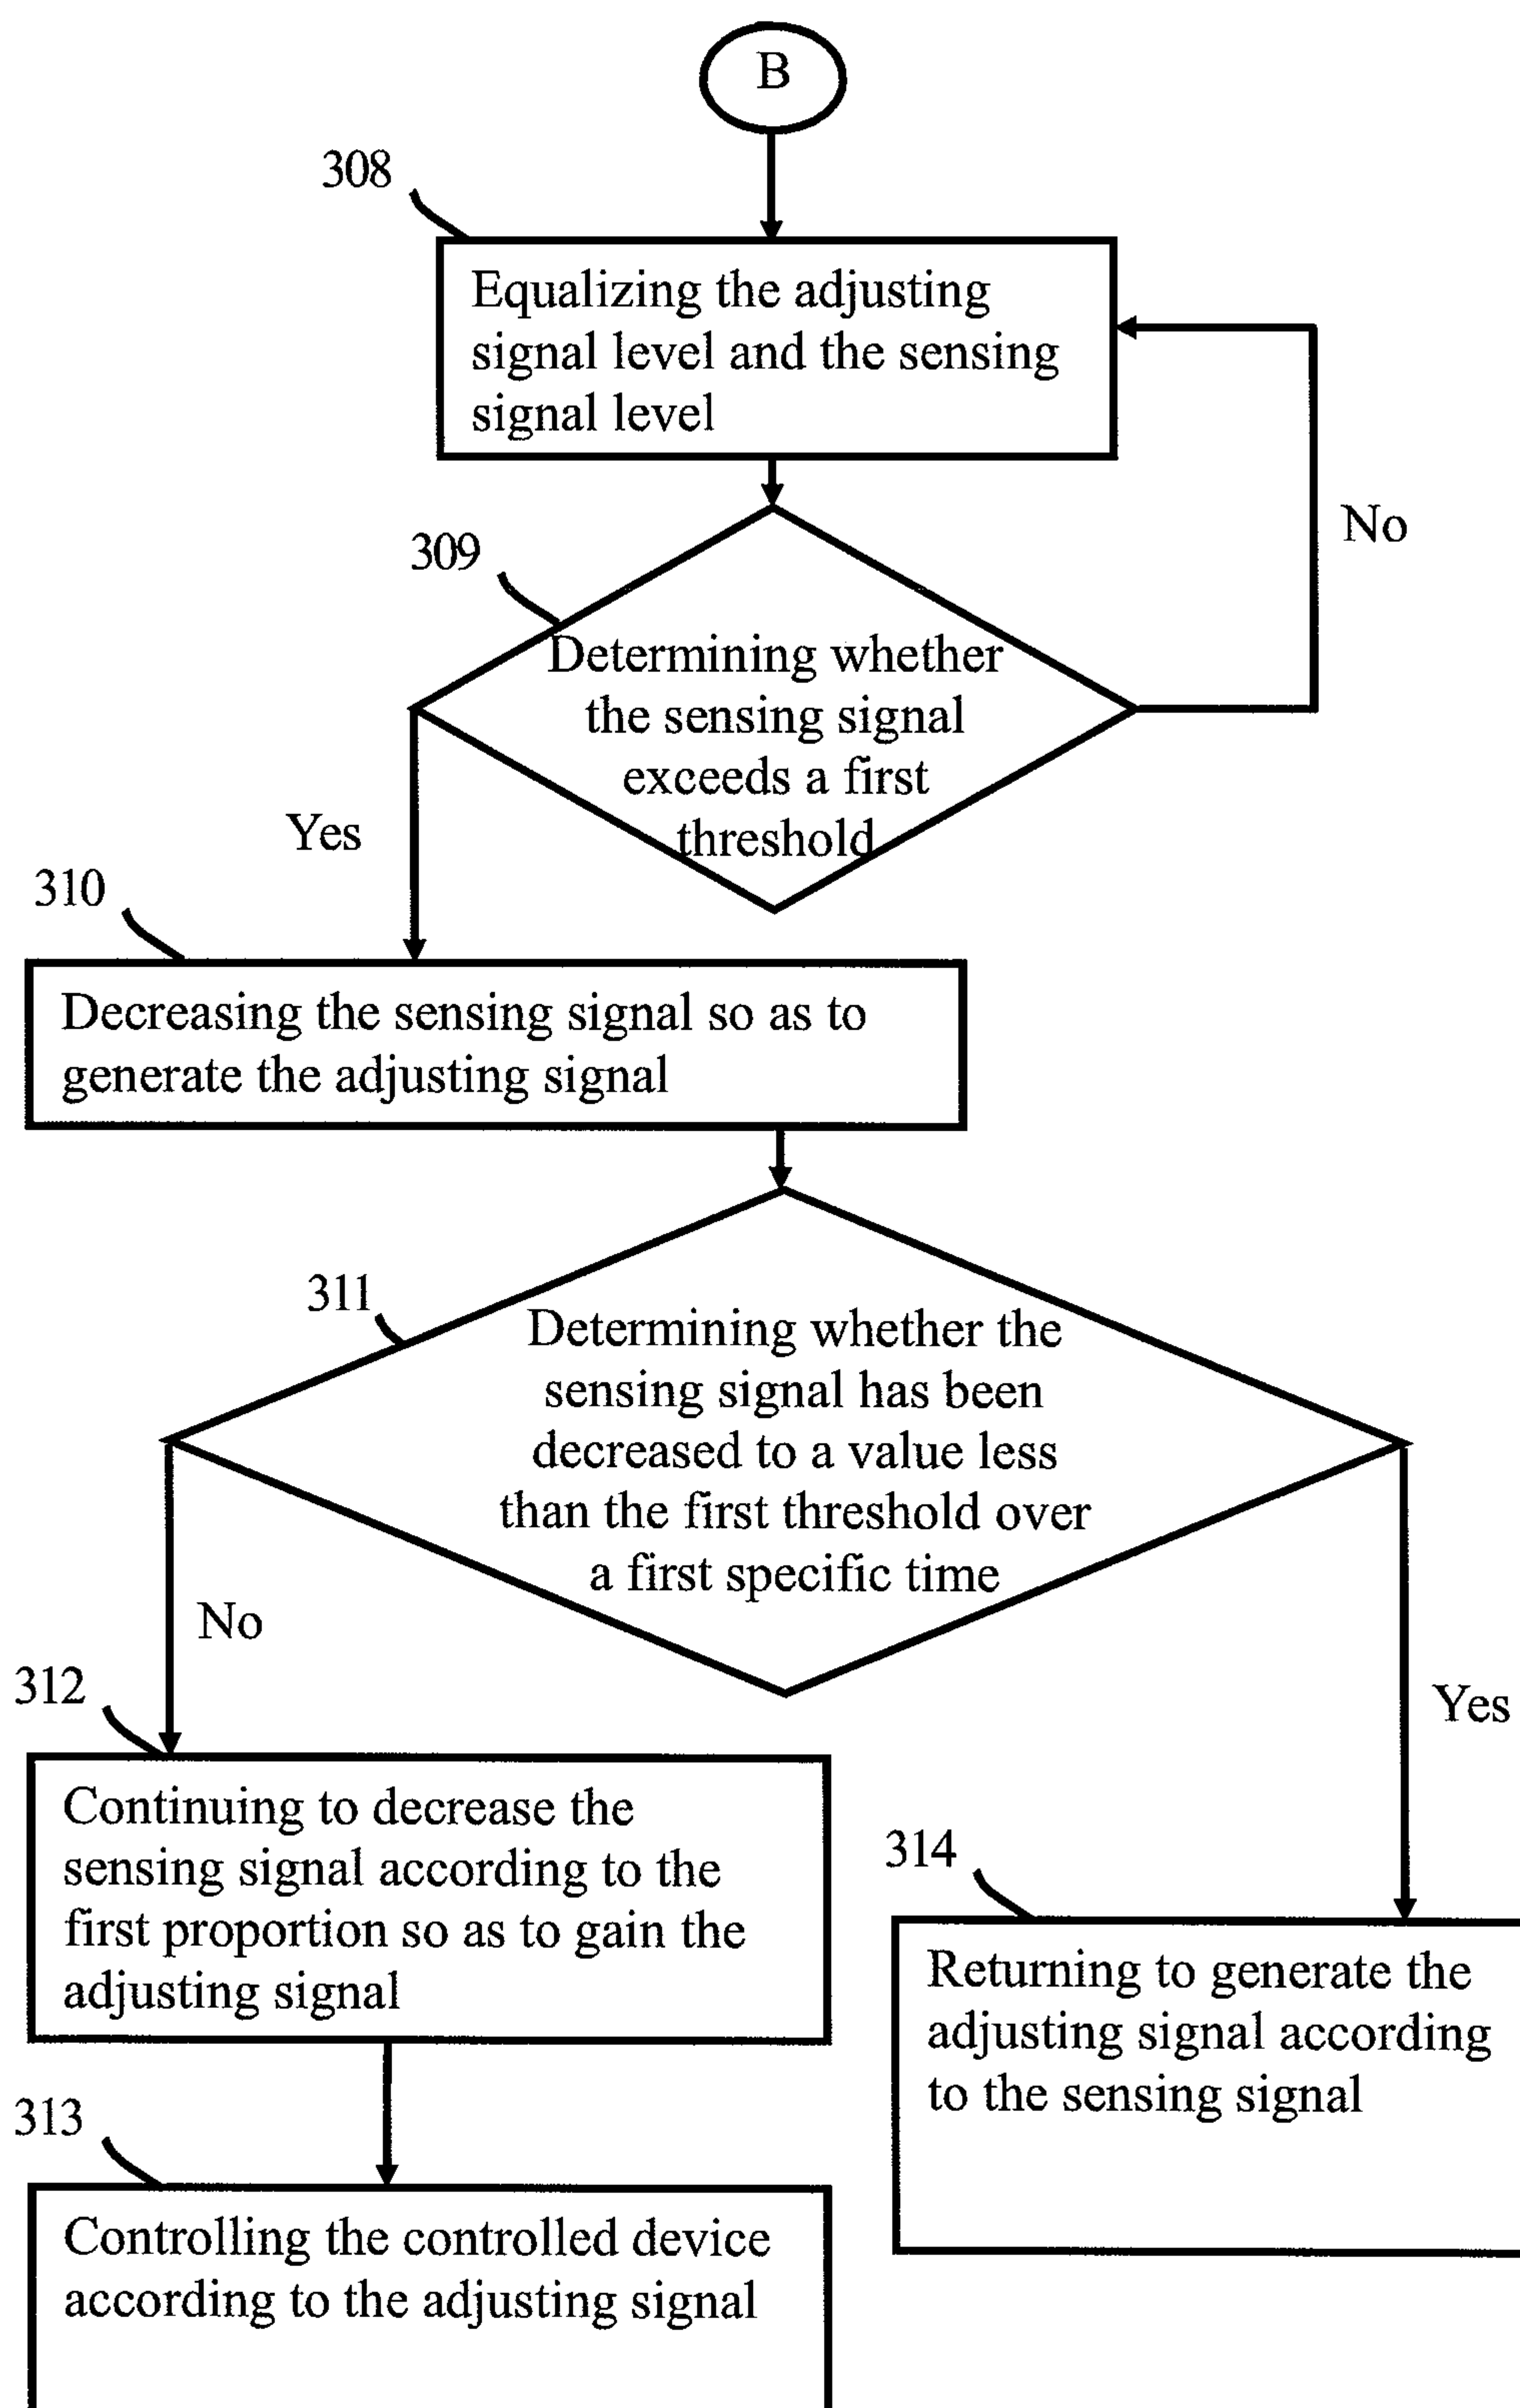 B
308
Equalizing the adjusting
signal level and the sensing
signal level
No
309
Determining whether
the sensing signal
exceeds a first
threshold
Yes
310
Decreasing the sensing signal so as to
generate the adjusting signal
311
Determining whether the
sensing signal has been
decreased to a value less
than the first threshold over
a first specific time
No
Yes
312
Continuing to decrease the
sensing signal according to the
first proportion so as to gain the
adjusting signal
314
Returning to generate the
adjusting signal according
to the sensing signal
313
Controlling the controlled device
according to the adjusting signal